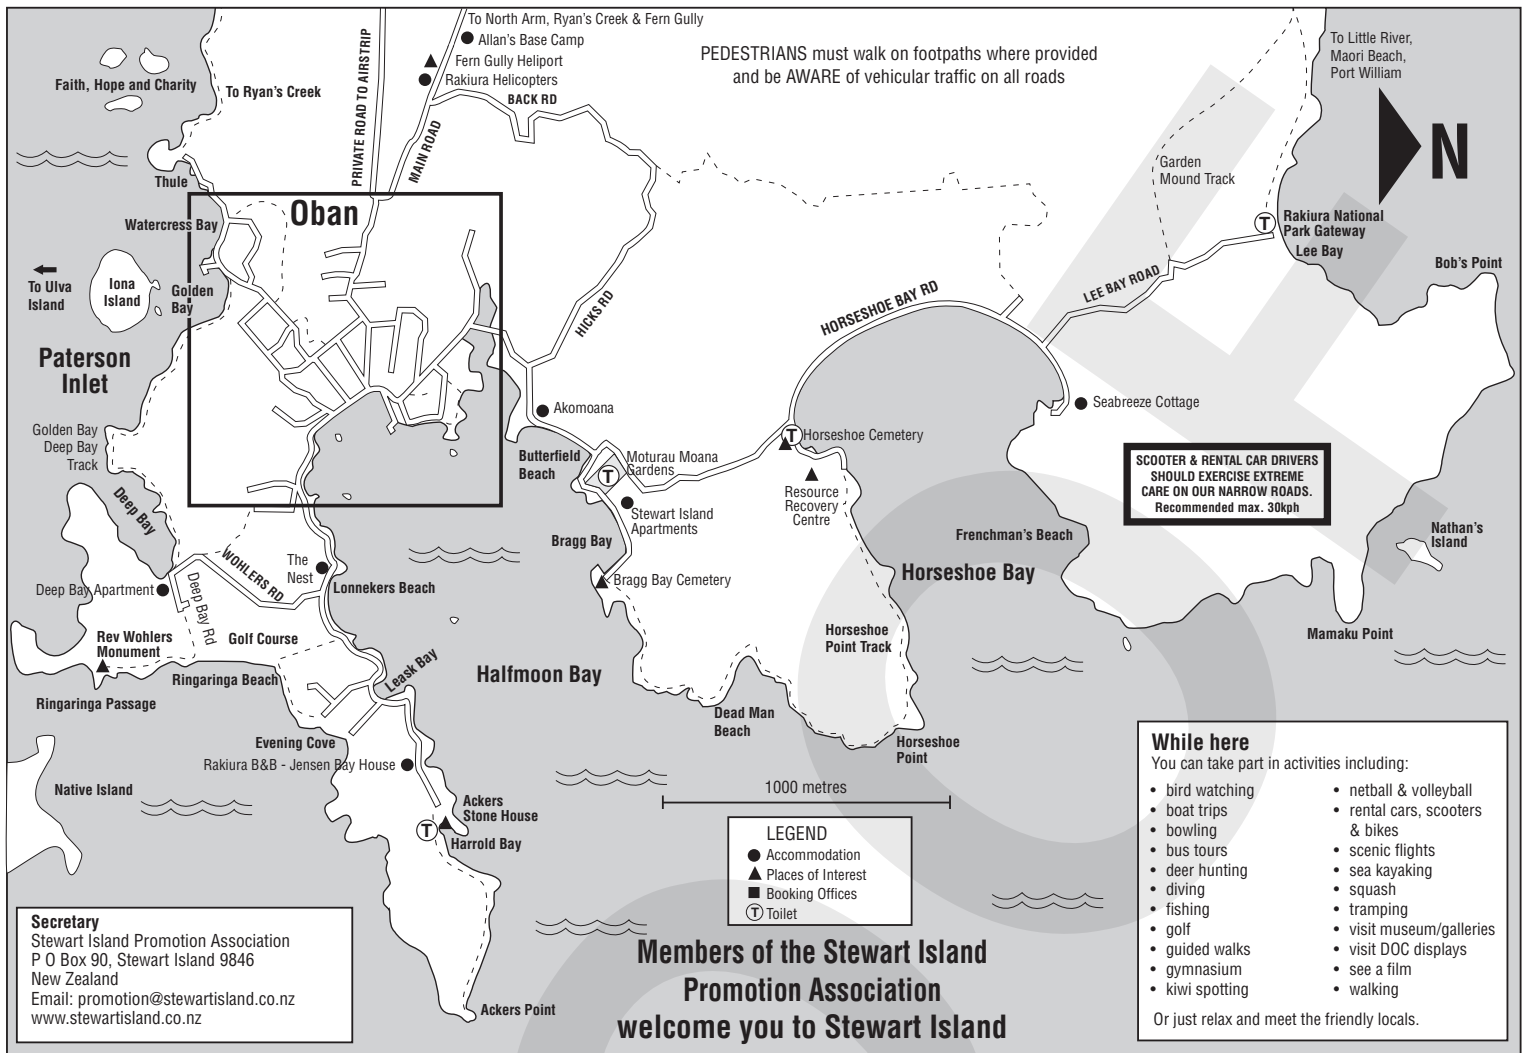 To North Arm, Ryan's Creek & Fern Gully
Allan's Base Camp
Fern Gully Heliport
Rakiura Helicopters
PRIVATE ROAD TO AIRSTRIP
MAIN ROAD
BACK RD
PEDESTRIANS must walk on footpaths where provided
and be AWARE of vehicular traffic on all roads
To Little River,
Maori Beach,
Port William
N
Faith, Hope and Charity
To Ryan's Creek
Thule
Watercress Bay
Oban
Garden
Mound Track
T
Rakiura National
Park Gateway
Lee Bay
Bob's Point
To Ulva
Island
Iona
Island
Golden
Bay
HICKS RD
HORSESHOE BAY RD
LEE BAY ROAD
Paterson
Inlet
Golden Bay
Deep Bay
Track
Akomoana
Seabreeze Cottage
T
Horseshoe Cemetery
Butterfield
Beach
Moturau Moana
Gardens
T
Resource
Recovery
Centre
Stewart Island
Apartments
SCOOTER & RENTAL CAR DRIVERS
SHOULD EXERCISE EXTREME
CARE ON OUR NARROW ROADS.
Recommended max. 30kph
Deep Bay
Bragg Bay
Frenchman's Beach
Nathan's
Island
WOHLERS RD
The
Nest
Deep Bay Apartment
Deep Bay Rd
Lonnekers Beach
Bragg Bay Cemetery
Horseshoe Bay
Rev Wohlers
Monument
Golf Course
Horseshoe
Point Track
Mamaku Point
Ringaringa Beach
Leask Bay
Halfmoon Bay
Ringaringa Passage
Dead Man
Beach
Evening Cove
Horseshoe
Point
Rakiura B&B - Jensen Bay House
Native Island
Ackers
Stone House
T
Harrold Bay
1000 metres
LEGEND
Accommodation
Places of Interest
Booking Offices
T Toilet
While here
You can take part in activities including:
• bird watching
• boat trips
• bowling
• bus tours
• deer hunting
• diving
• fishing
• golf
• guided walks
• gymnasium
• kiwi spotting
• netball & volleyball
• rental cars, scooters
& bikes
• scenic flights
• sea kayaking
• squash
• tramping
• visit museum/galleries
• visit DOC displays
• see a film
• walking
Or just relax and meet the friendly locals.
Secretary
Stewart Island Promotion Association
P O Box 90, Stewart Island 9846
New Zealand
Email: promotion@stewartisland.co.nz
www.stewartisland.co.nz
Ackers Point
Members of the Stewart Island
Promotion Association
welcome you to Stewart Island